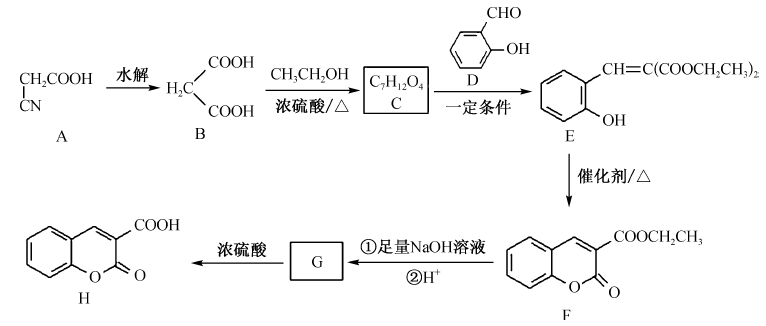 CH₂COOH
CN
A
水解
COOH
H₂C
COOH
B
CH₃CH₂OH
浓硫酸/△
C₇H₁₂O₄
C
CHO
OH
D
一定条件
CH=C(COOCH₂CH₃)₂
OH
E
催化剂/△
COOCH₂CH₃
O
O
F
①足量NaOH溶液
②H⁺
G
浓硫酸
COOH
O
O
H